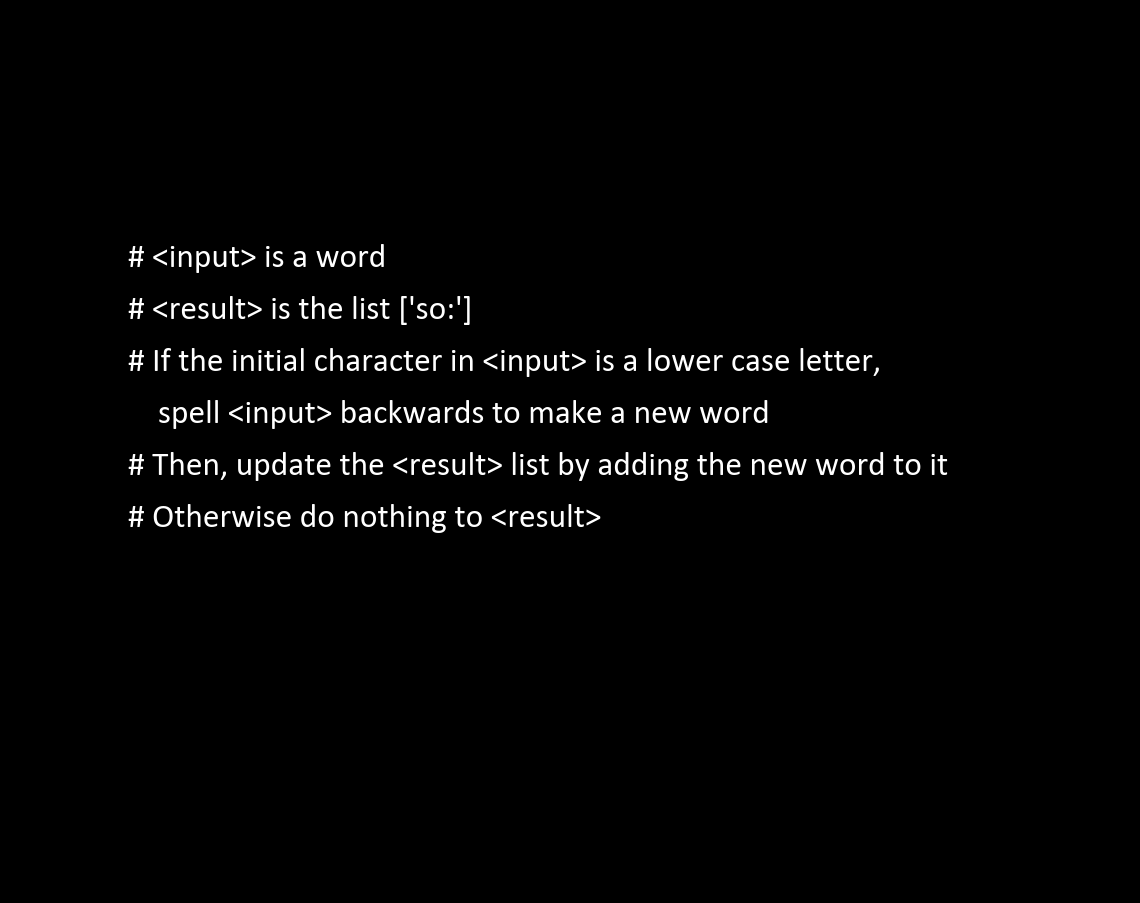 # <input> is a word
# <result> is the list ['so:']
# If the initial character in <input> is a lower case letter,
spell <input> backwards to make a new word
# Then, update the <result> list by adding the new word to it
# Otherwise do nothing to <result>